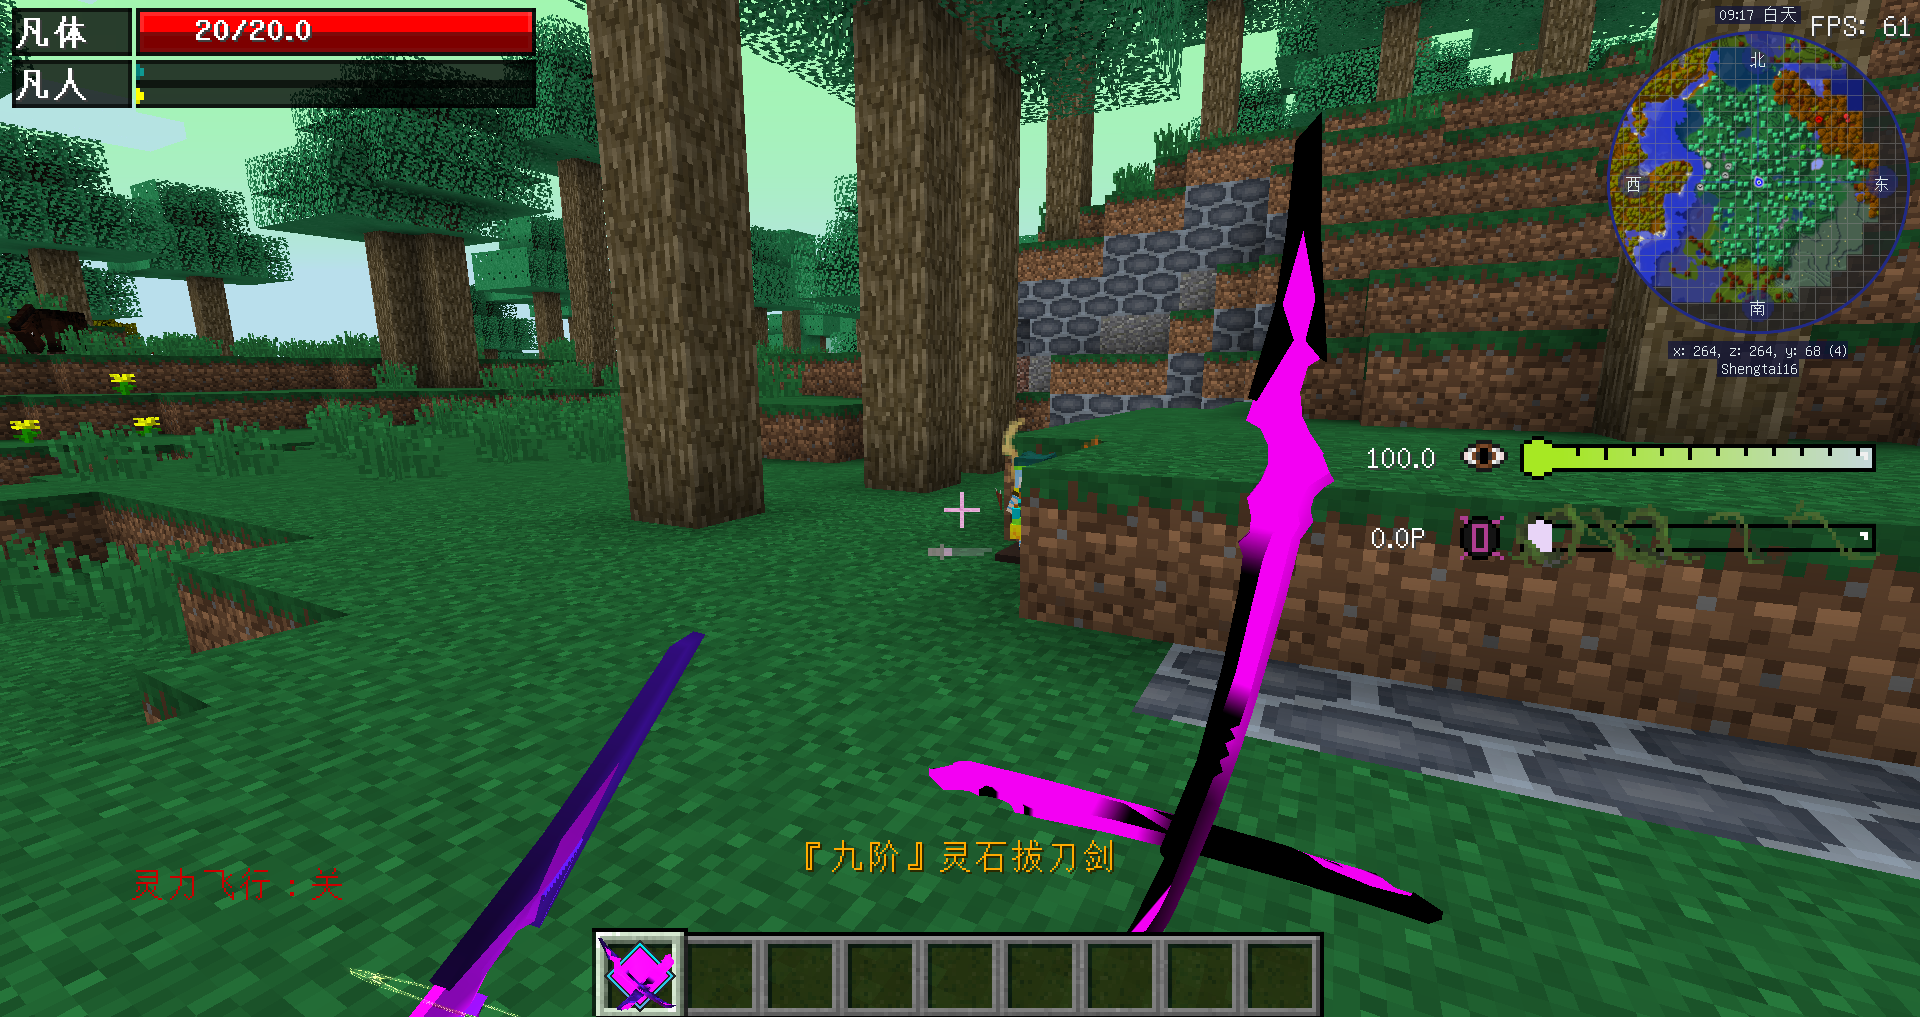 凡体
20/20.0
凡人
09:17 白天
FPS: 61
北
西
东
南
x: 264, z: 264, y: 68 (4)
Shengtai16
100.0
0.0P
『九阶』灵石拔刀剑
灵力飞行：关